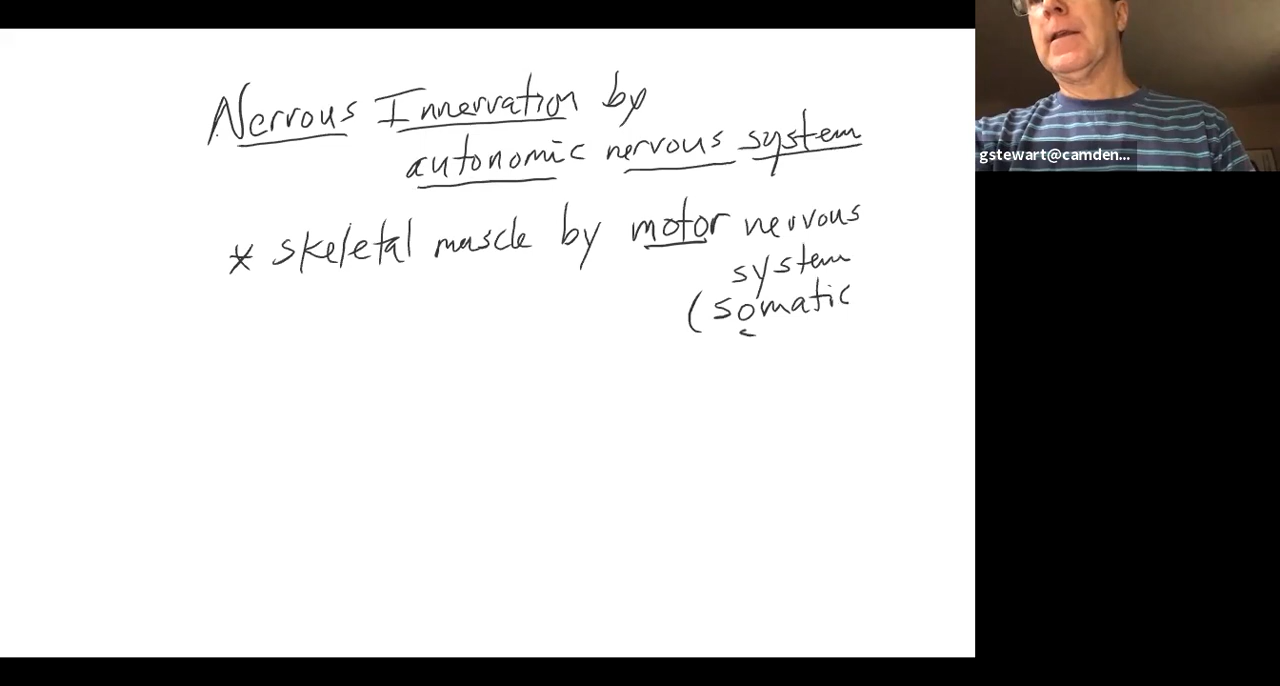 Nervous Innervation by
autonomic nervous system
* skeletal muscle by motor nervous
system
(somatic
gstewart@camden...